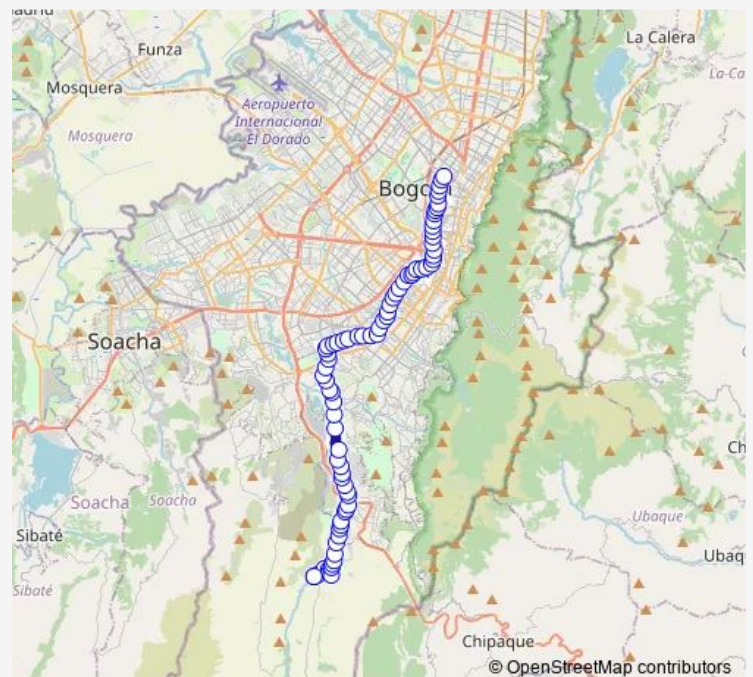 Funza
La Calera
Mosquera
La-Ca
Aeropuerto
Internacional
El Dorado
Mosquera
Bogo
Soacha
Soacha
Soacha
Ch
Sibaté
Ubaque
Ubaq
Sibaté
Chipaque
© OpenStreetMap contributors